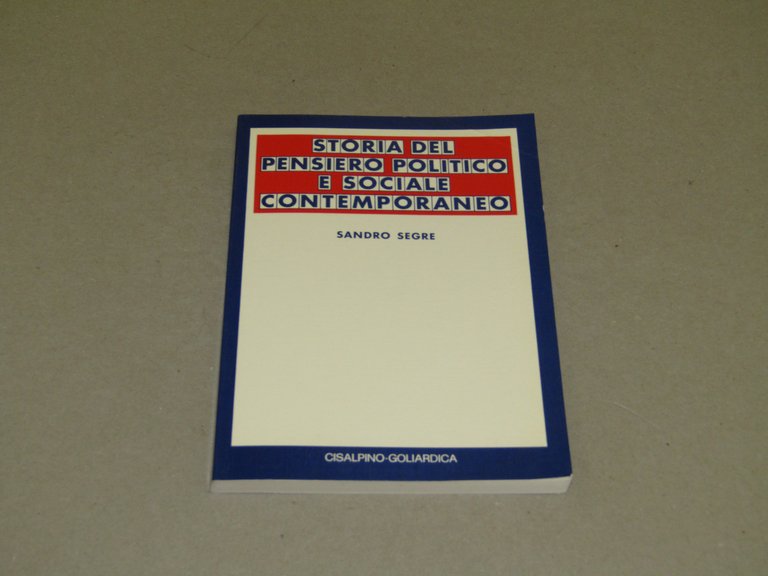 STORIA DEL
PENSIERO POLITICO
E SOCIALE
CONTEMPORANEO
SANDRO SEGRE
CISALPINO-GOLIARDICA